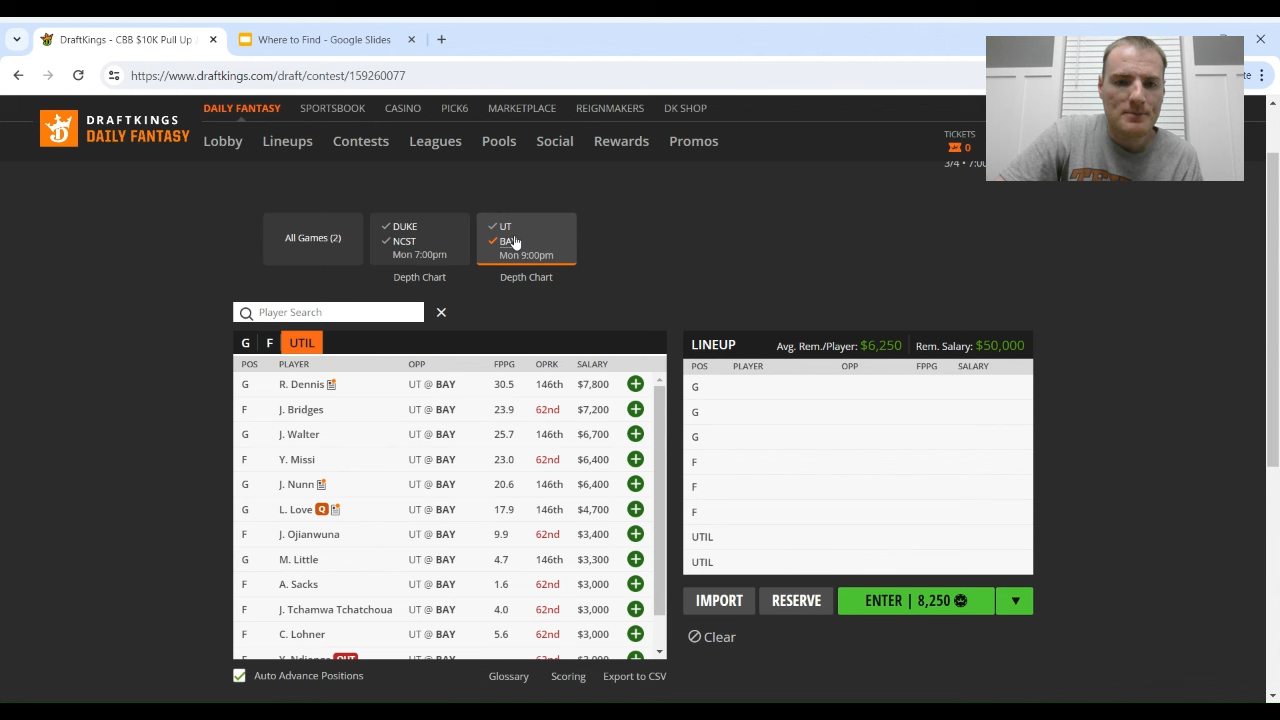 DraftKings - CBB $10K Pull Up
Where to Find - Google Slides
https://www.draftkings.com/draft/contest/159260077
DAILY FANTASY SPORTSBOOK CASINO PICK6 MARKETPLACE REIGNMAKERS DK SHOP
DRAFTKINGS
DAILY FANTASY
Lobby Lineups Contests Leagues Pools Social Rewards Promos
TICKETS
0
All Games (2)
DUKE
NCST
Mon 7:00pm
Depth Chart
UT
BAY
Mon 9:00pm
Depth Chart
Player Search
G F UTIL
POS PLAYER OPP FPPG OPRK SALARY
G R. Dennis UT @ BAY 30.5 146th $7,800
F J. Bridges UT @ BAY 23.9 62nd $7,200
G J. Walter UT @ BAY 25.7 146th $6,700
F Y. Missi UT @ BAY 23.0 62nd $6,400
G J. Nunn UT @ BAY 20.6 146th $6,400
G L. Love Q UT @ BAY 17.9 146th $4,700
F J. Ojianwuna UT @ BAY 9.9 62nd $3,400
G M. Little UT @ BAY 4.7 146th $3,300
F A. Sacks UT @ BAY 1.6 62nd $3,000
F J. Tchamwa Tchatchoua UT @ BAY 4.0 62nd $3,000
F C. Lohner UT @ BAY 5.6 62nd $3,000
Auto Advance Positions
Glossary Scoring Export to CSV
LINEUP Avg. Rem./Player: $6,250 Rem. Salary: $50,000
POS PLAYER OPP FPPG SALARY
G
G
G
F
F
F
UTIL
UTIL
IMPORT RESERVE ENTER | 8,250
Clear